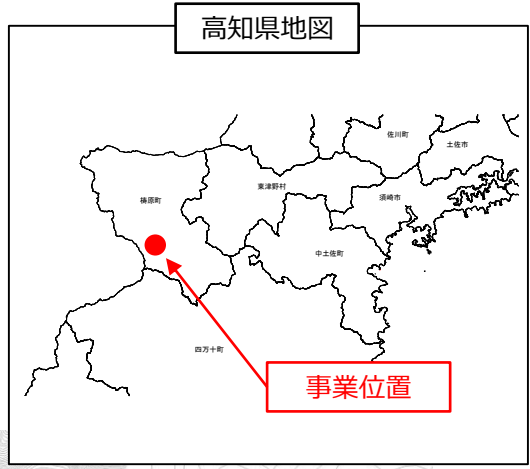 高知県地図
佐川町
土佐市
東津野村
須崎市
梼原町
中土佐町
四万十町
事業位置